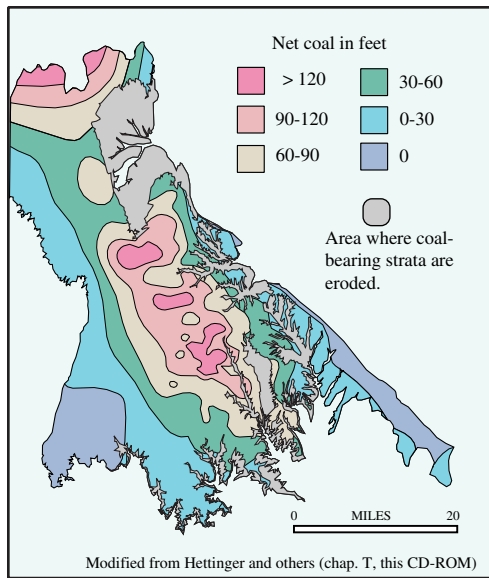 Net coal in feet
> 120
90-120
60-90
30-60
0-30
0
Area where coal-
bearing strata are
eroded.
0 MILES 20
Modified from Hettinger and others (chap. T, this CD-ROM)